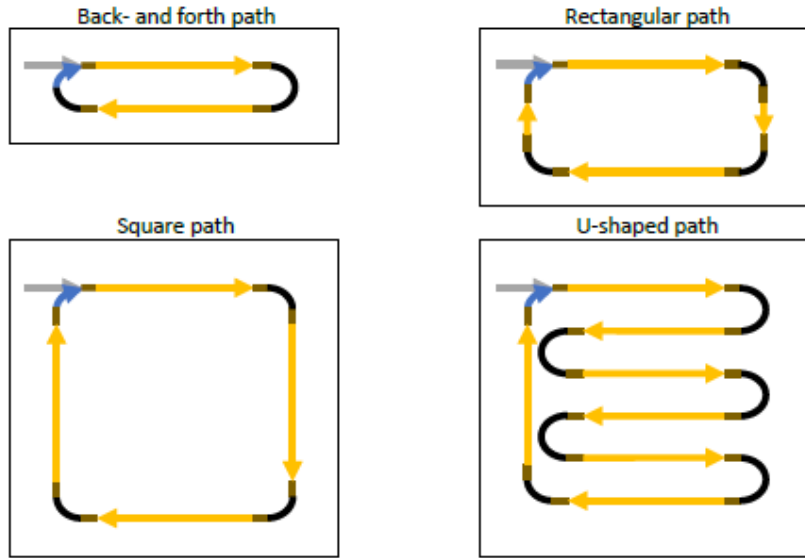 Back- and forth path
Rectangular path
Square path
U-shaped path